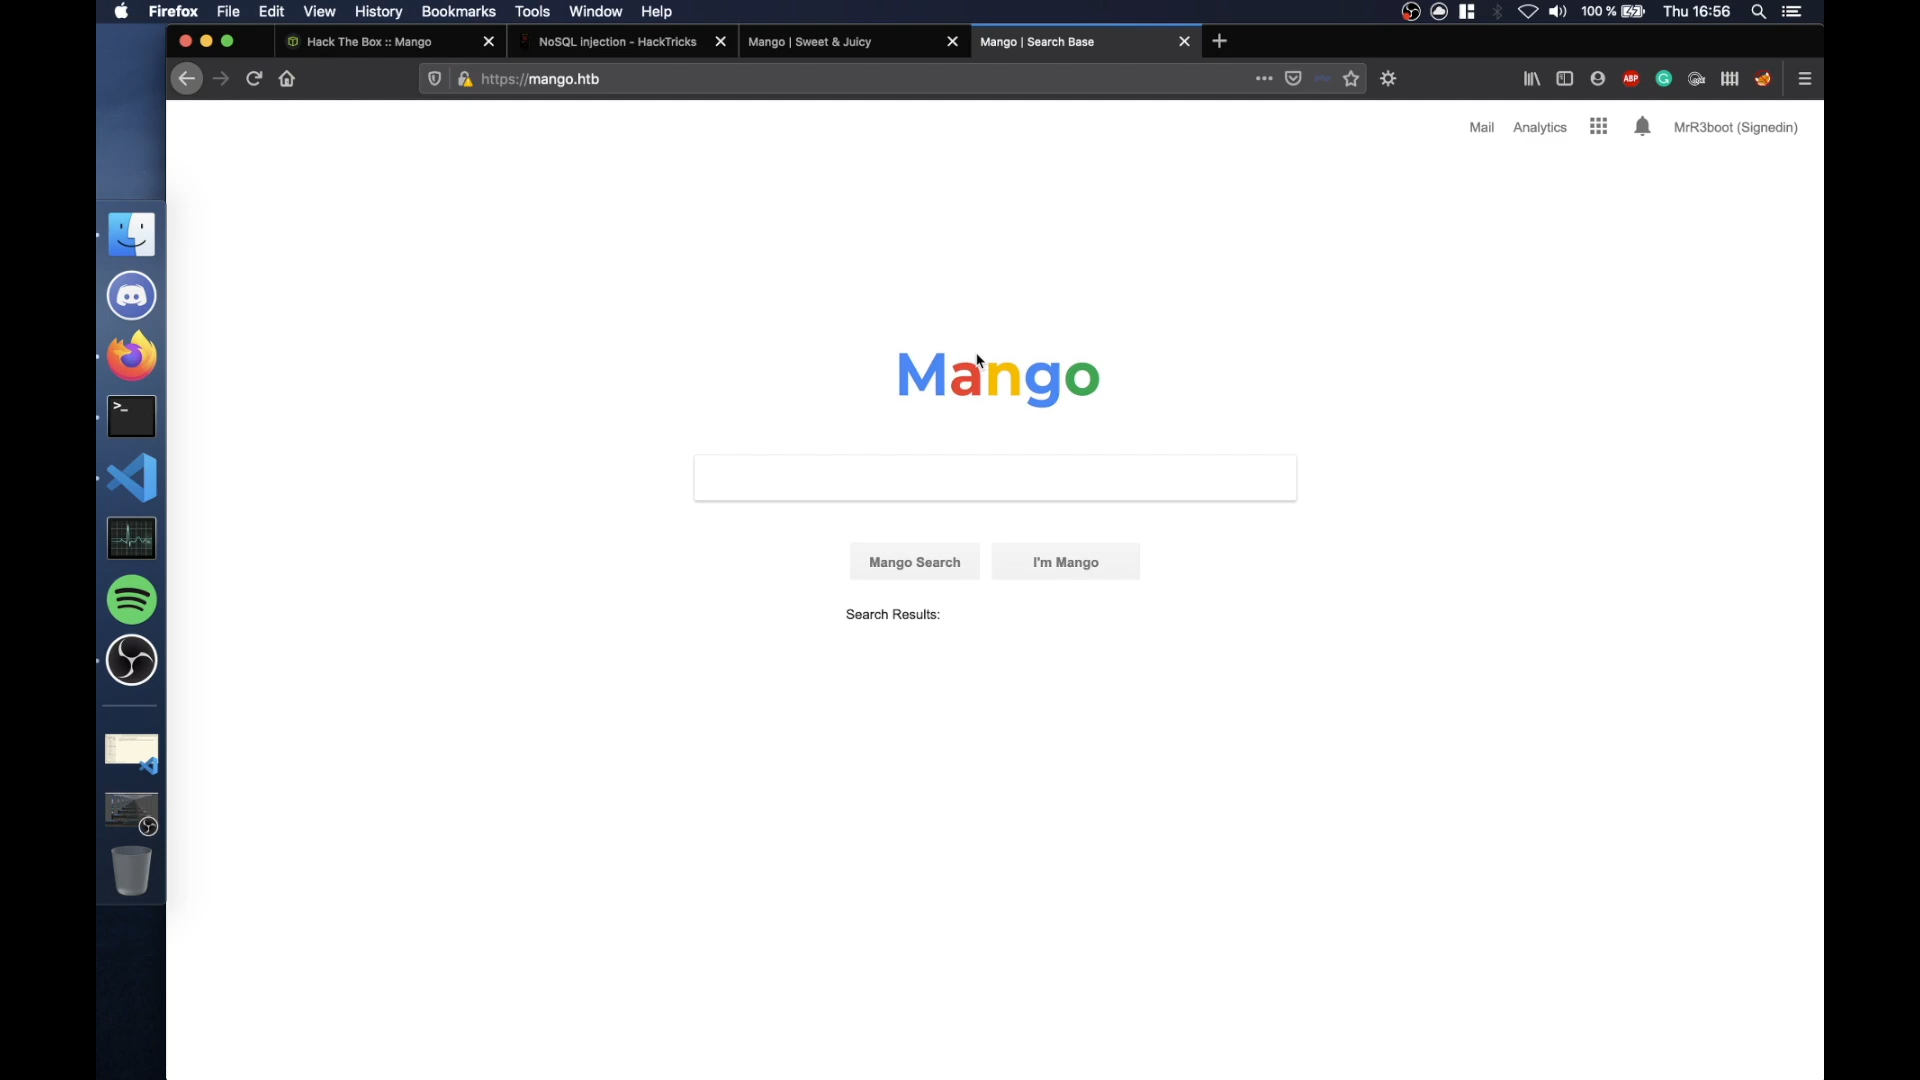 Firefox File Edit View History Bookmarks Tools Window Help 100 % Thu 16:56
Hack The Box :: Mango NoSQL injection - HackTricks Mango | Sweet & Juicy Mango | Search Base
https://mango.htb ABP
Mail Analytics MrR3boot (Signedin)
Mango
Mango Search I'm Mango
Search Results: